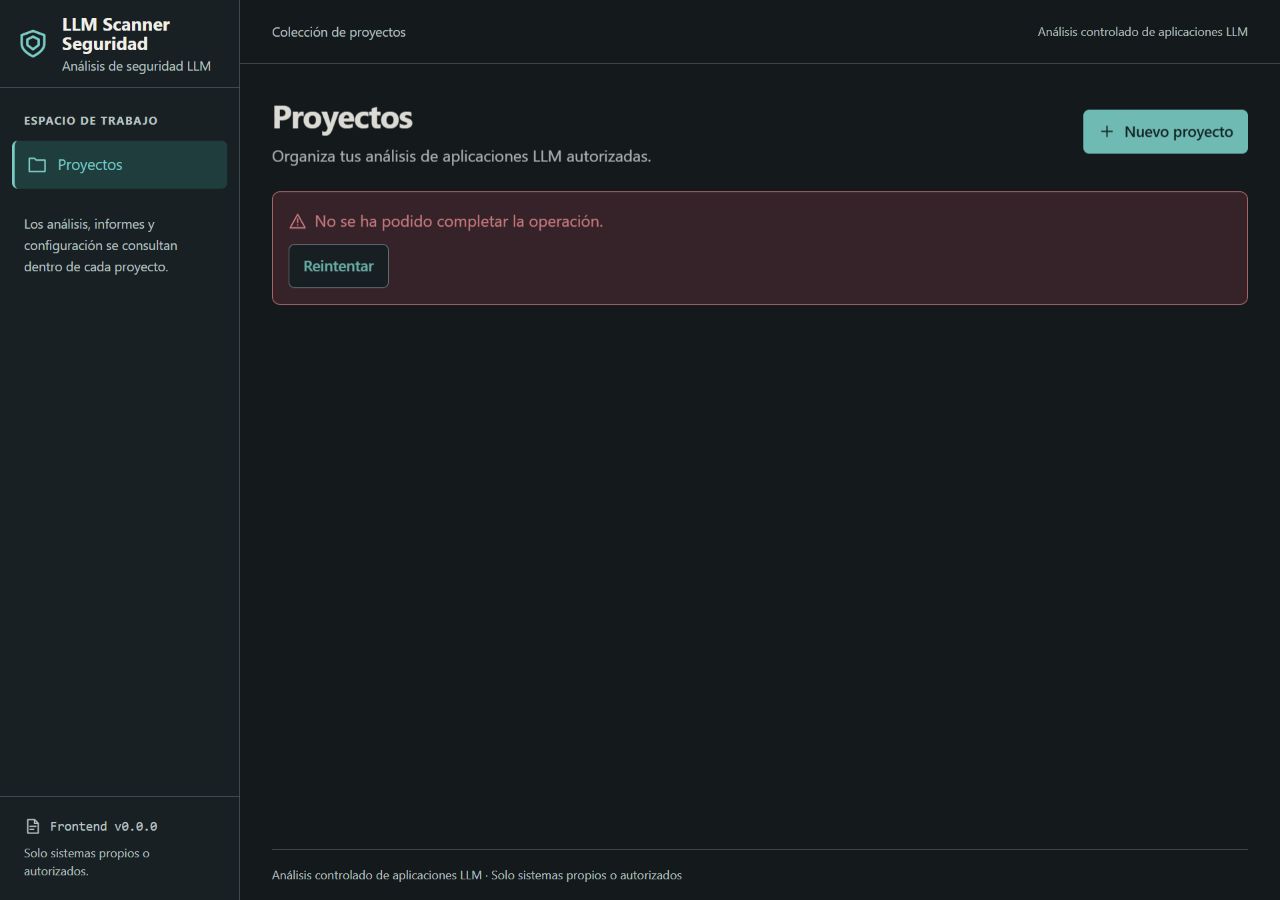 LLM Scanner
Seguridad
Análisis de seguridad LLM
ESPACIO DE TRABAJO
Proyectos
Los análisis, informes y
configuración se consultan
dentro de cada proyecto.
Frontend v0.0.0
Solo sistemas propios o
autorizados.
Colección de proyectos
Análisis controlado de aplicaciones LLM
Proyectos
Organiza tus análisis de aplicaciones LLM autorizadas.
Nuevo proyecto
No se ha podido completar la operación.
Reintentar
Análisis controlado de aplicaciones LLM · Solo sistemas propios o autorizados